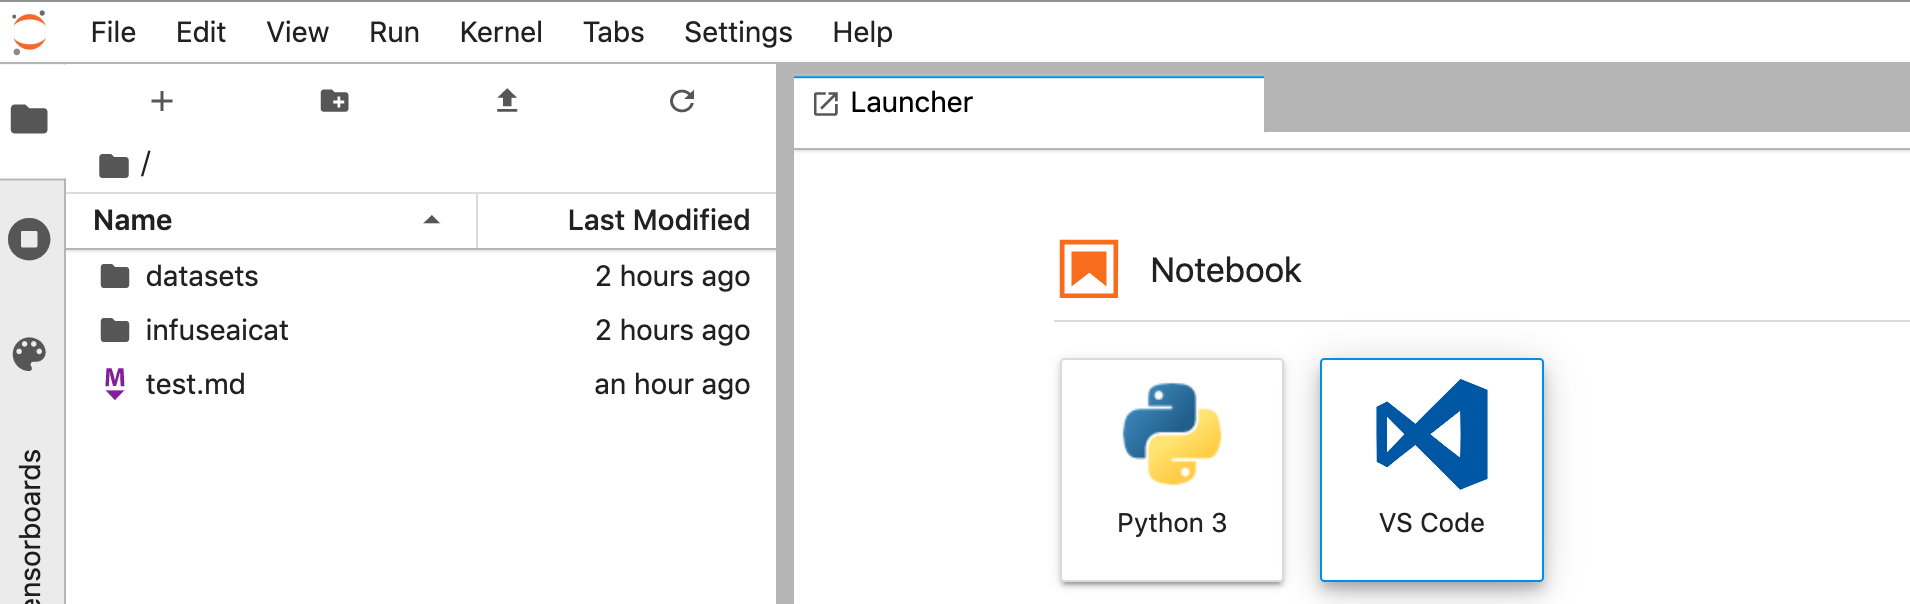 File Edit View Run Kernel Tabs Settings Help
Launcher
/
Name Last Modified
datasets 2 hours ago
infuseaicat 2 hours ago
test.md an hour ago
ensorboards
Notebook
Python 3
VS Code